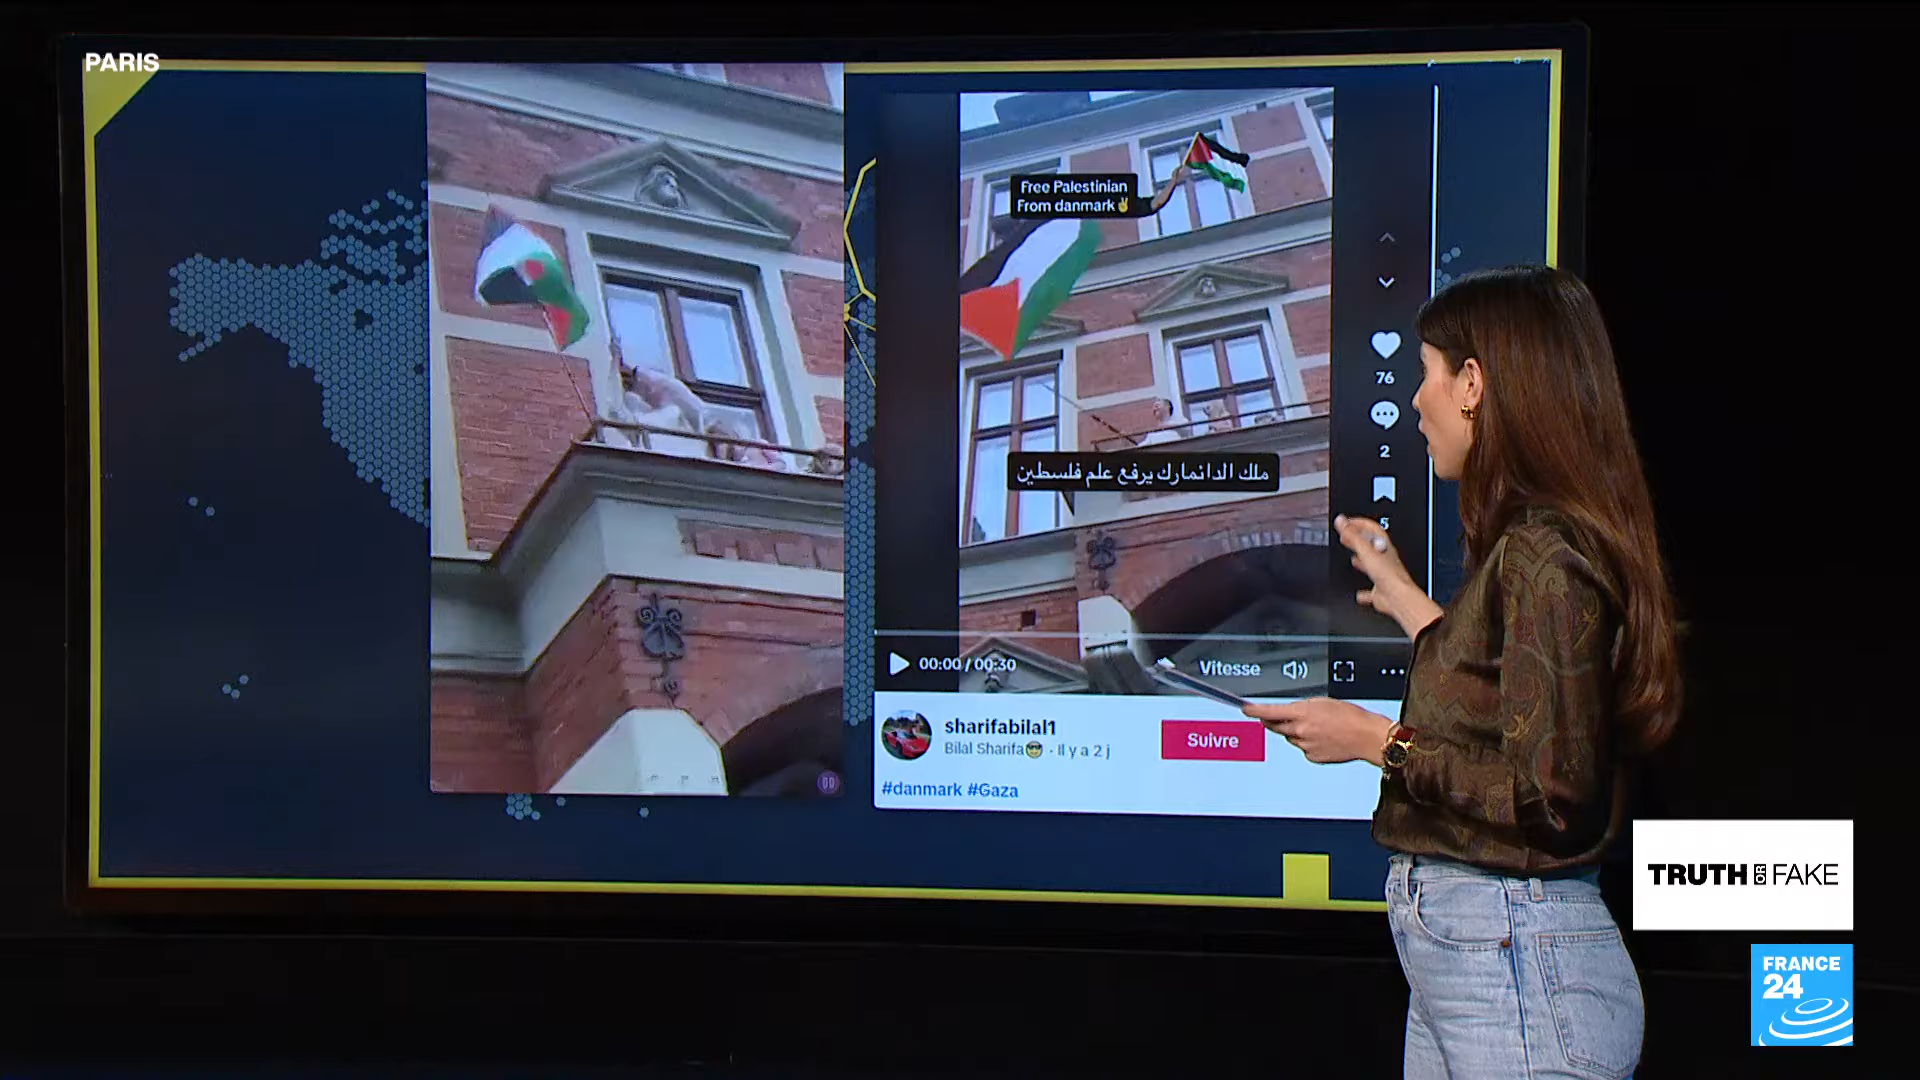 PARIS
Free Palestinian
From danmark✌
ملك الدانمارك يرفع علم فلسطين
76
2
5
00:00 / 00:30
Vitesse
sharifabilal1
Suivre
Bilal Sharifa😎 · Il y a 2 j
#danmark #Gaza
TRUTH OR FAKE
FRANCE
24